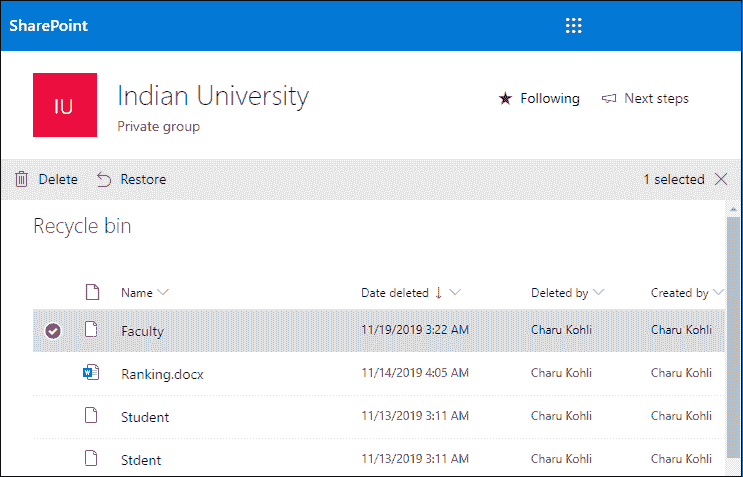 SharePoint
IU
Indian University
Private group
Following
Next steps
Delete
Restore
1 selected
Recycle bin
Name Date deleted Deleted by Created by
Faculty 11/19/2019 3:22 AM Charu Kohli Charu Kohli
Ranking.docx 11/14/2019 4:05 AM Charu Kohli Charu Kohli
Student 11/13/2019 3:11 AM Charu Kohli Charu Kohli
Stdent 11/13/2019 3:11 AM Charu Kohli Charu Kohli